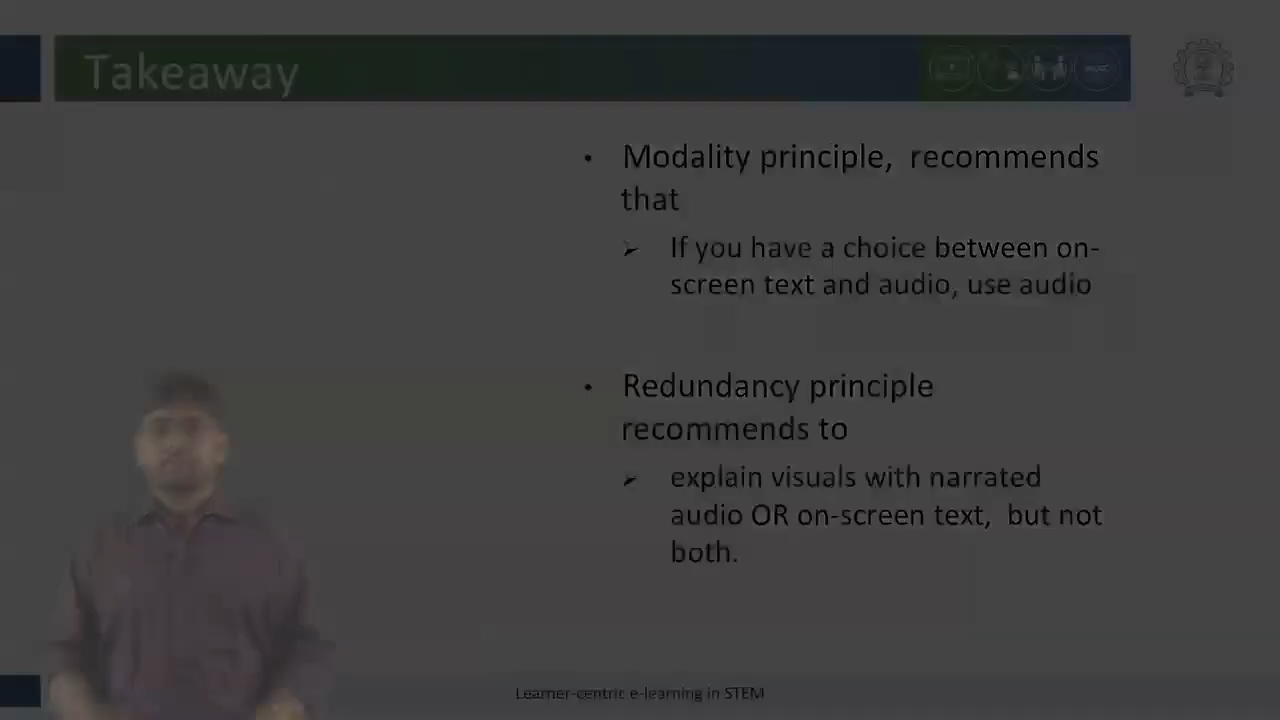 Takeaway
• Modality principle, recommends
that
➢ If you have a choice between on-
screen text and audio, use audio
• Redundancy principle
recommends to
➢ explain visuals with narrated
audio OR on-screen text, but not
both.
Learner-centric e-learning in STEM